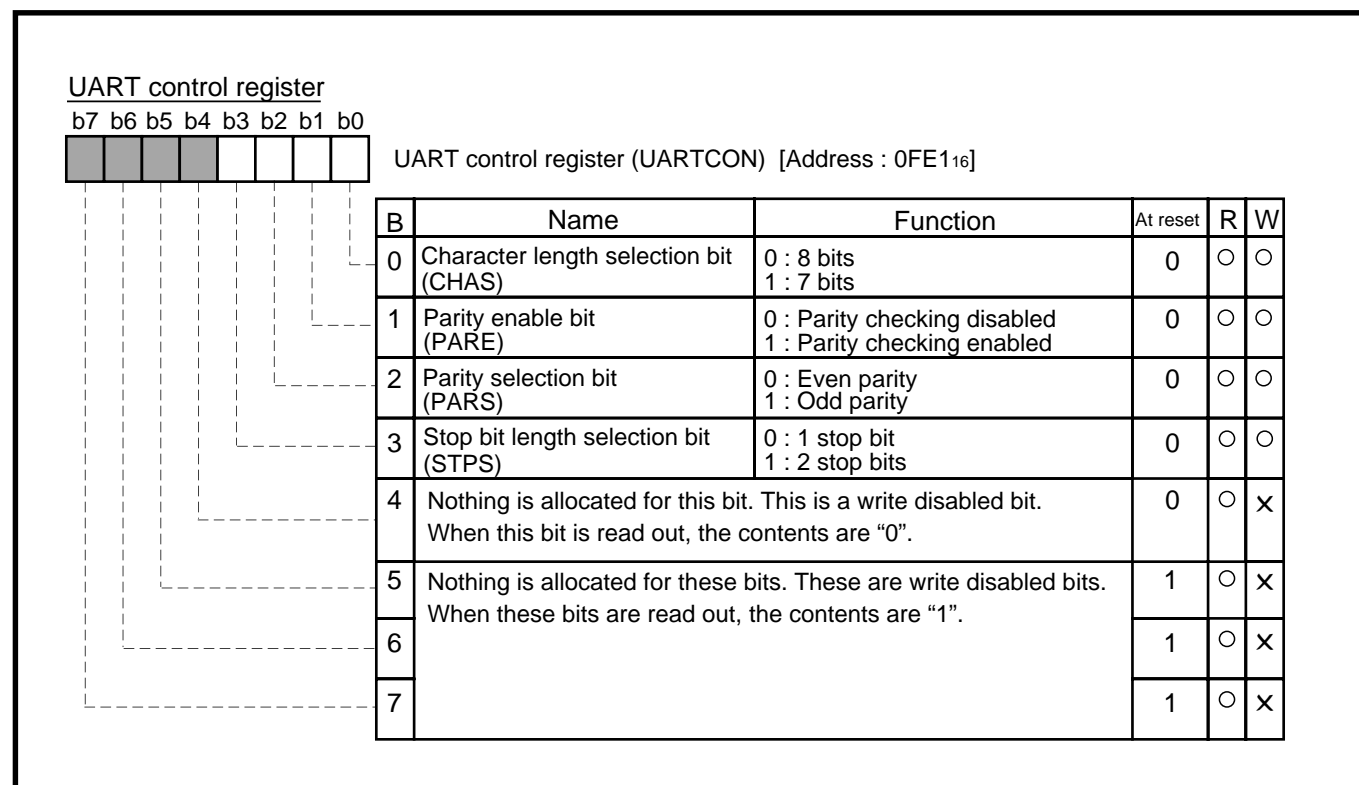 UART control register
b7 b6 b5 b4 b3 b2 b1 b0
UART control register (UARTCON) [Address : 0FE1₁₆]
B Name Function At reset R W
0 Character length selection bit (CHAS) 0 : 8 bits 1 : 7 bits 0 ○ ○
1 Parity enable bit (PARE) 0 : Parity checking disabled 1 : Parity checking enabled 0 ○ ○
2 Parity selection bit (PARS) 0 : Even parity 1 : Odd parity 0 ○ ○
3 Stop bit length selection bit (STPS) 0 : 1 stop bit 1 : 2 stop bits 0 ○ ○
4 Nothing is allocated for this bit. This is a write disabled bit. 0 ○ ×
When this bit is read out, the contents are “0”.
5 Nothing is allocated for these bits. These are write disabled bits. 1 ○ ×
When these bits are read out, the contents are “1”.
6 1 ○ ×
7 1 ○ ×